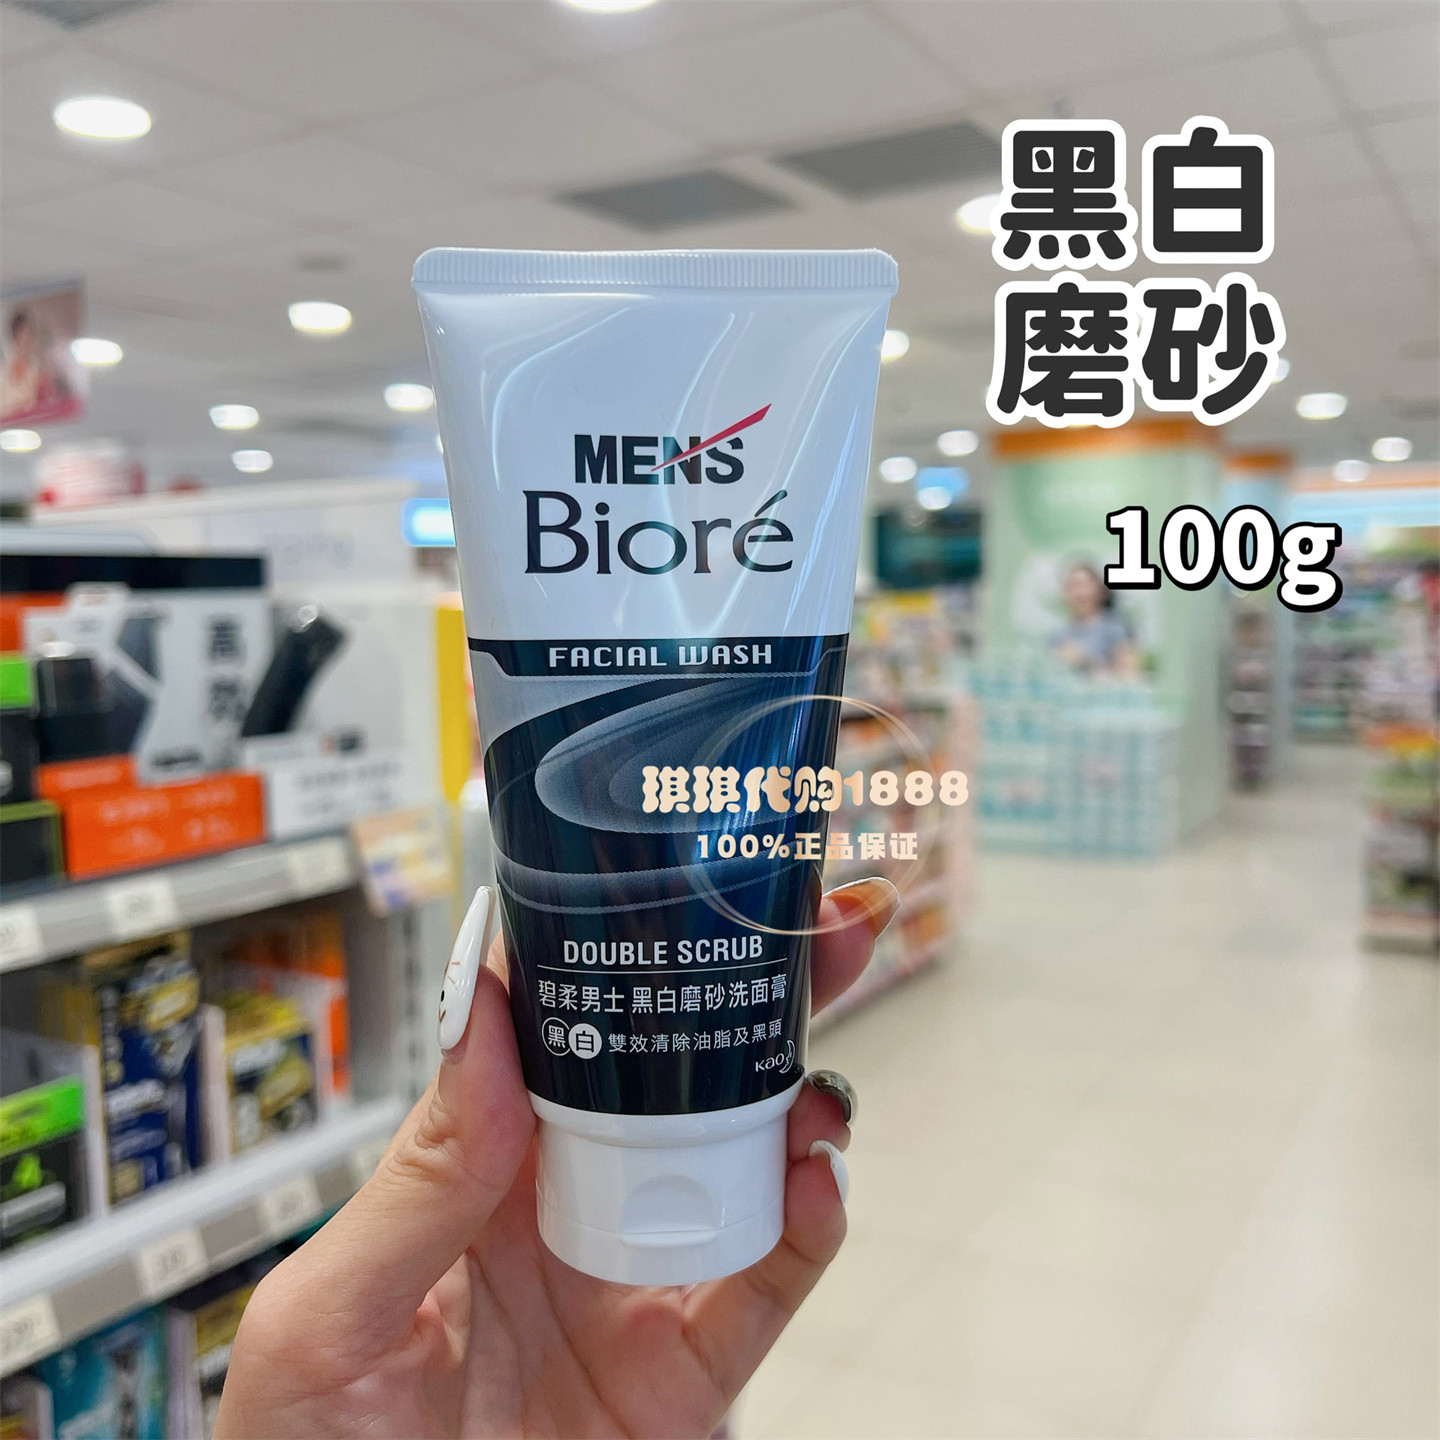 黑白
磨砂
100g
MEN'S
Bioré
FACIAL WASH
琪琪代购1888
100%正品保证
DOUBLE SCRUB
碧柔男士 黑白磨砂洗面膏
黑白 雙效清除油脂及黑頭
Kao